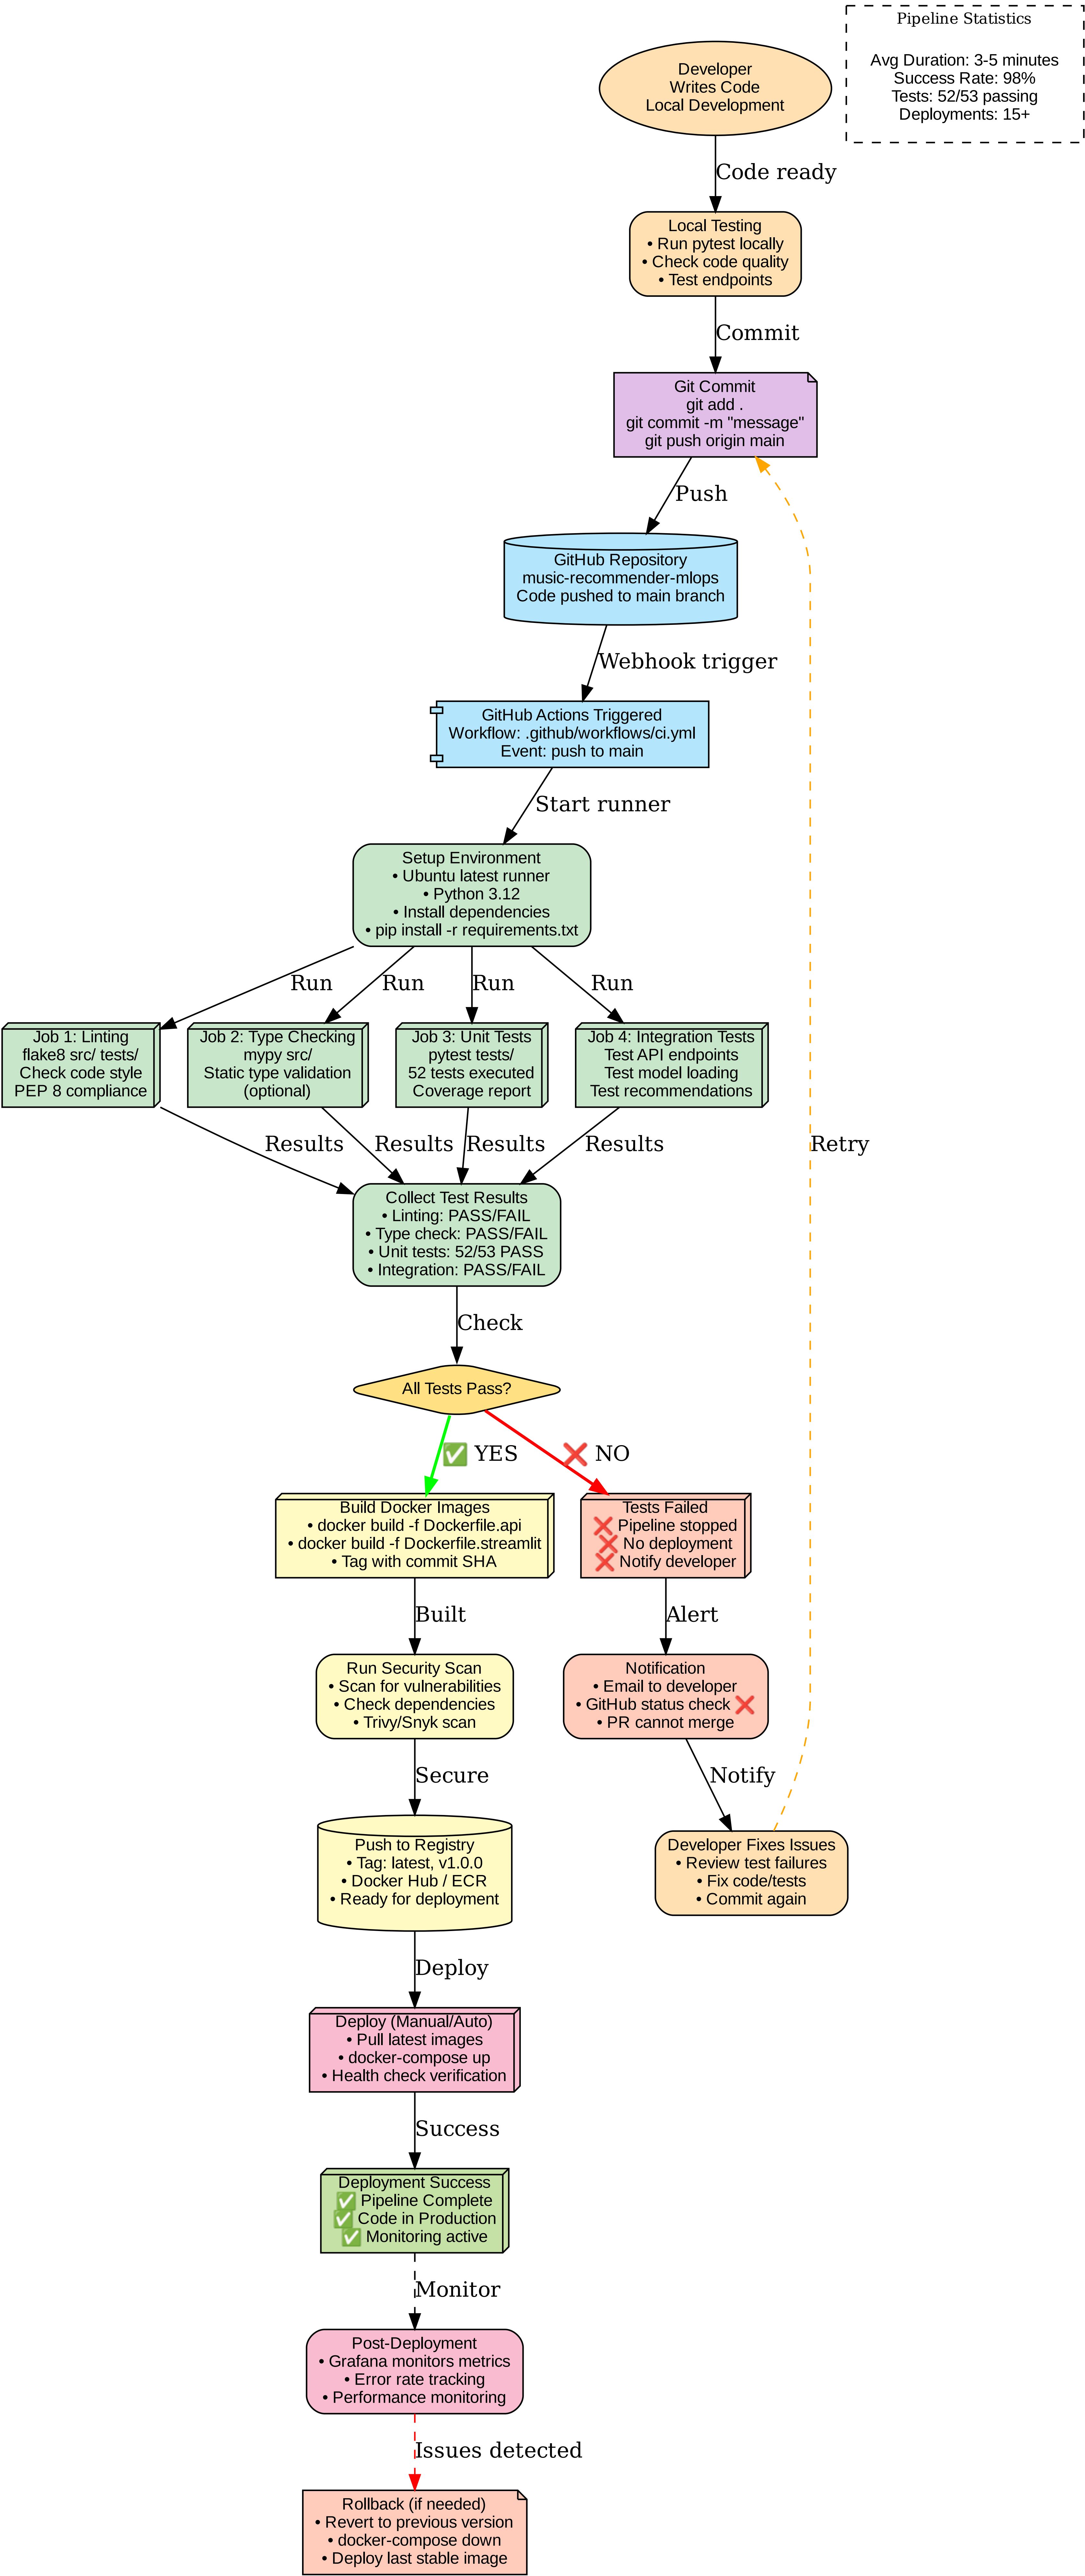 Pipeline Statistics
Avg Duration: 3-5 minutes
Success Rate: 98%
Tests: 52/53 passing
Deployments: 15+
Developer
Writes Code
Local Development
Code ready
Local Testing
• Run pytest locally
• Check code quality
• Test endpoints
Commit
Git Commit
git add .
git commit -m "message"
git push origin main
Push
GitHub Repository
music-recommender-mlops
Code pushed to main branch
Webhook trigger
GitHub Actions Triggered
Workflow: .github/workflows/ci.yml
Event: push to main
Start runner
Setup Environment
• Ubuntu latest runner
• Python 3.12
• Install dependencies
• pip install -r requirements.txt
Run
Run
Run
Run
Job 1: Linting
flake8 src/ tests/
Check code style
PEP 8 compliance
Job 2: Type Checking
mypy src/
Static type validation
(optional)
Job 3: Unit Tests
pytest tests/
52 tests executed
Coverage report
Job 4: Integration Tests
Test API endpoints
Test model loading
Test recommendations
Results
Results
Results
Results
Retry
Collect Test Results
• Linting: PASS/FAIL
• Type check: PASS/FAIL
• Unit tests: 52/53 PASS
• Integration: PASS/FAIL
Check
All Tests Pass?
✅ YES
❌ NO
Build Docker Images
• docker build -f Dockerfile.api
• docker build -f Dockerfile.streamlit
• Tag with commit SHA
Tests Failed
❌ Pipeline stopped
❌ No deployment
❌ Notify developer
Built
Alert
Run Security Scan
• Scan for vulnerabilities
• Check dependencies
• Trivy/Snyk scan
Notification
• Email to developer
• GitHub status check ❌
• PR cannot merge
Secure
Notify
Push to Registry
• Tag: latest, v1.0.0
• Docker Hub / ECR
• Ready for deployment
Developer Fixes Issues
• Review test failures
• Fix code/tests
• Commit again
Deploy
Deploy (Manual/Auto)
• Pull latest images
• docker-compose up
• Health check verification
Success
Deployment Success
✅ Pipeline Complete
✅ Code in Production
✅ Monitoring active
Monitor
Post-Deployment
• Grafana monitors metrics
• Error rate tracking
• Performance monitoring
Issues detected
Rollback (if needed)
• Revert to previous version
• docker-compose down
• Deploy last stable image